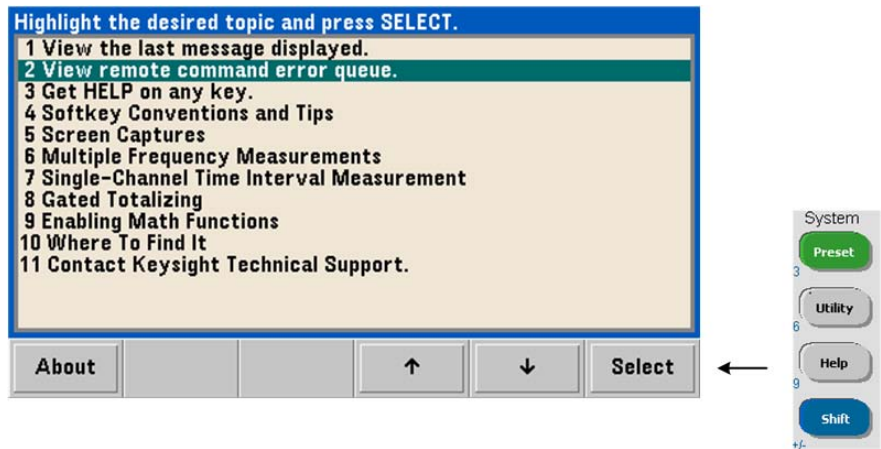 Highlight the desired topic and press SELECT.
1 View the last message displayed.
2 View remote command error queue.
3 Get HELP on any key.
4 Softkey Conventions and Tips
5 Screen Captures
6 Multiple Frequency Measurements
7 Single-Channel Time Interval Measurement
8 Gated Totalizing
9 Enabling Math Functions
10 Where To Find It
11 Contact Keysight Technical Support.
About ↑ ↓ Select
System
Preset
3
Utility
6
Help
9
Shift
+/-